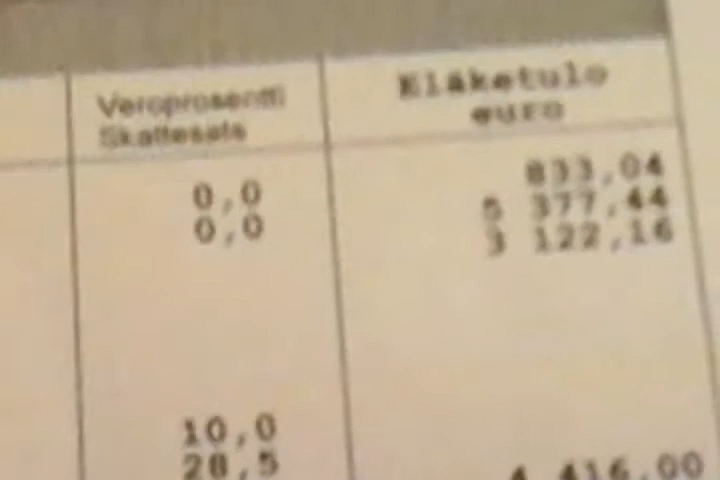 Veroprosentti
Skattesats
Eläketulo
euro
833,04
0,0
5 377,44
0,0
3 122,16
10,0
28,5
4 416,00